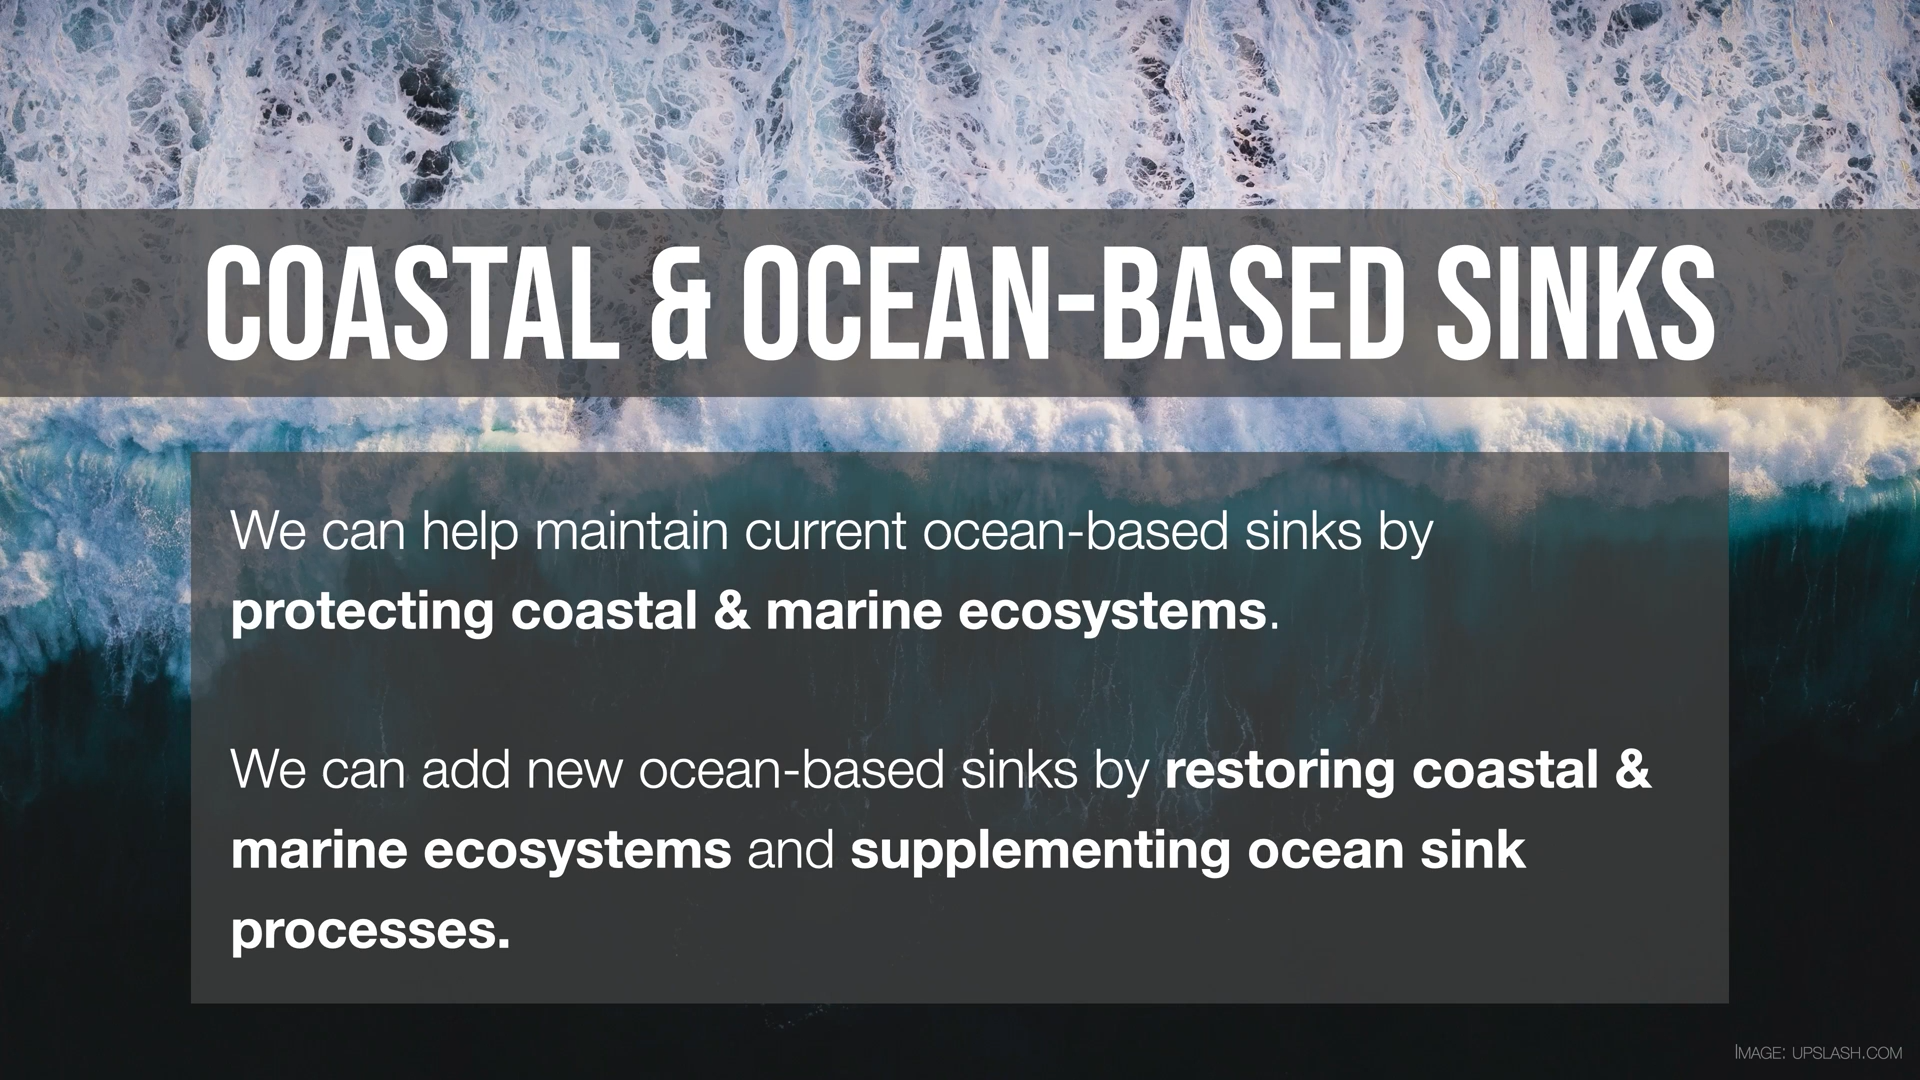 COASTAL & OCEAN-BASED SINKS
We can help maintain current ocean-based sinks by
protecting coastal & marine ecosystems.
We can add new ocean-based sinks by restoring coastal &
marine ecosystems and supplementing ocean sink
processes.
IMAGE: UPSLASH.COM